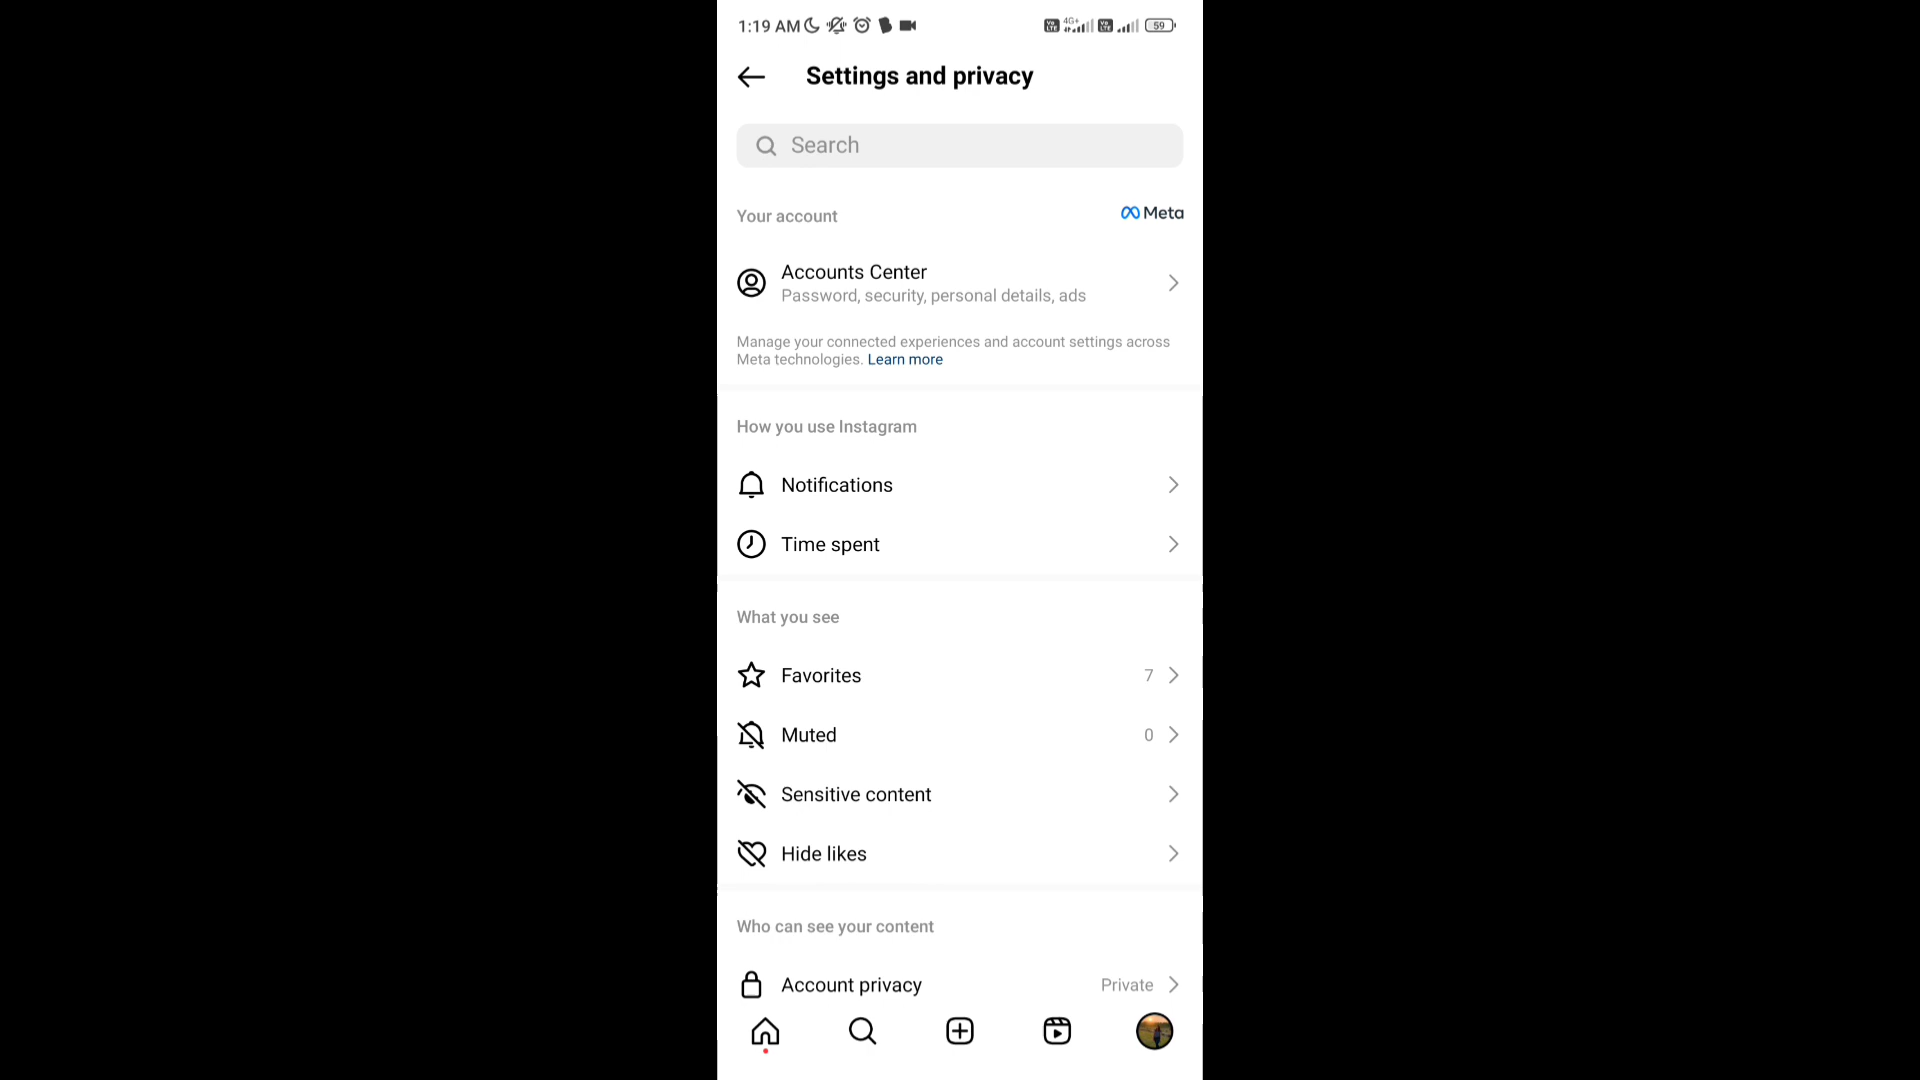 1:19 AM
4G+
59
Settings and privacy
Search
Your account
Meta
Accounts Center
Password, security, personal details, ads
Manage your connected experiences and account settings across
Meta technologies. Learn more
How you use Instagram
Notifications
Time spent
What you see
Favorites 7
Muted 0
Sensitive content
Hide likes
Who can see your content
Account privacy Private